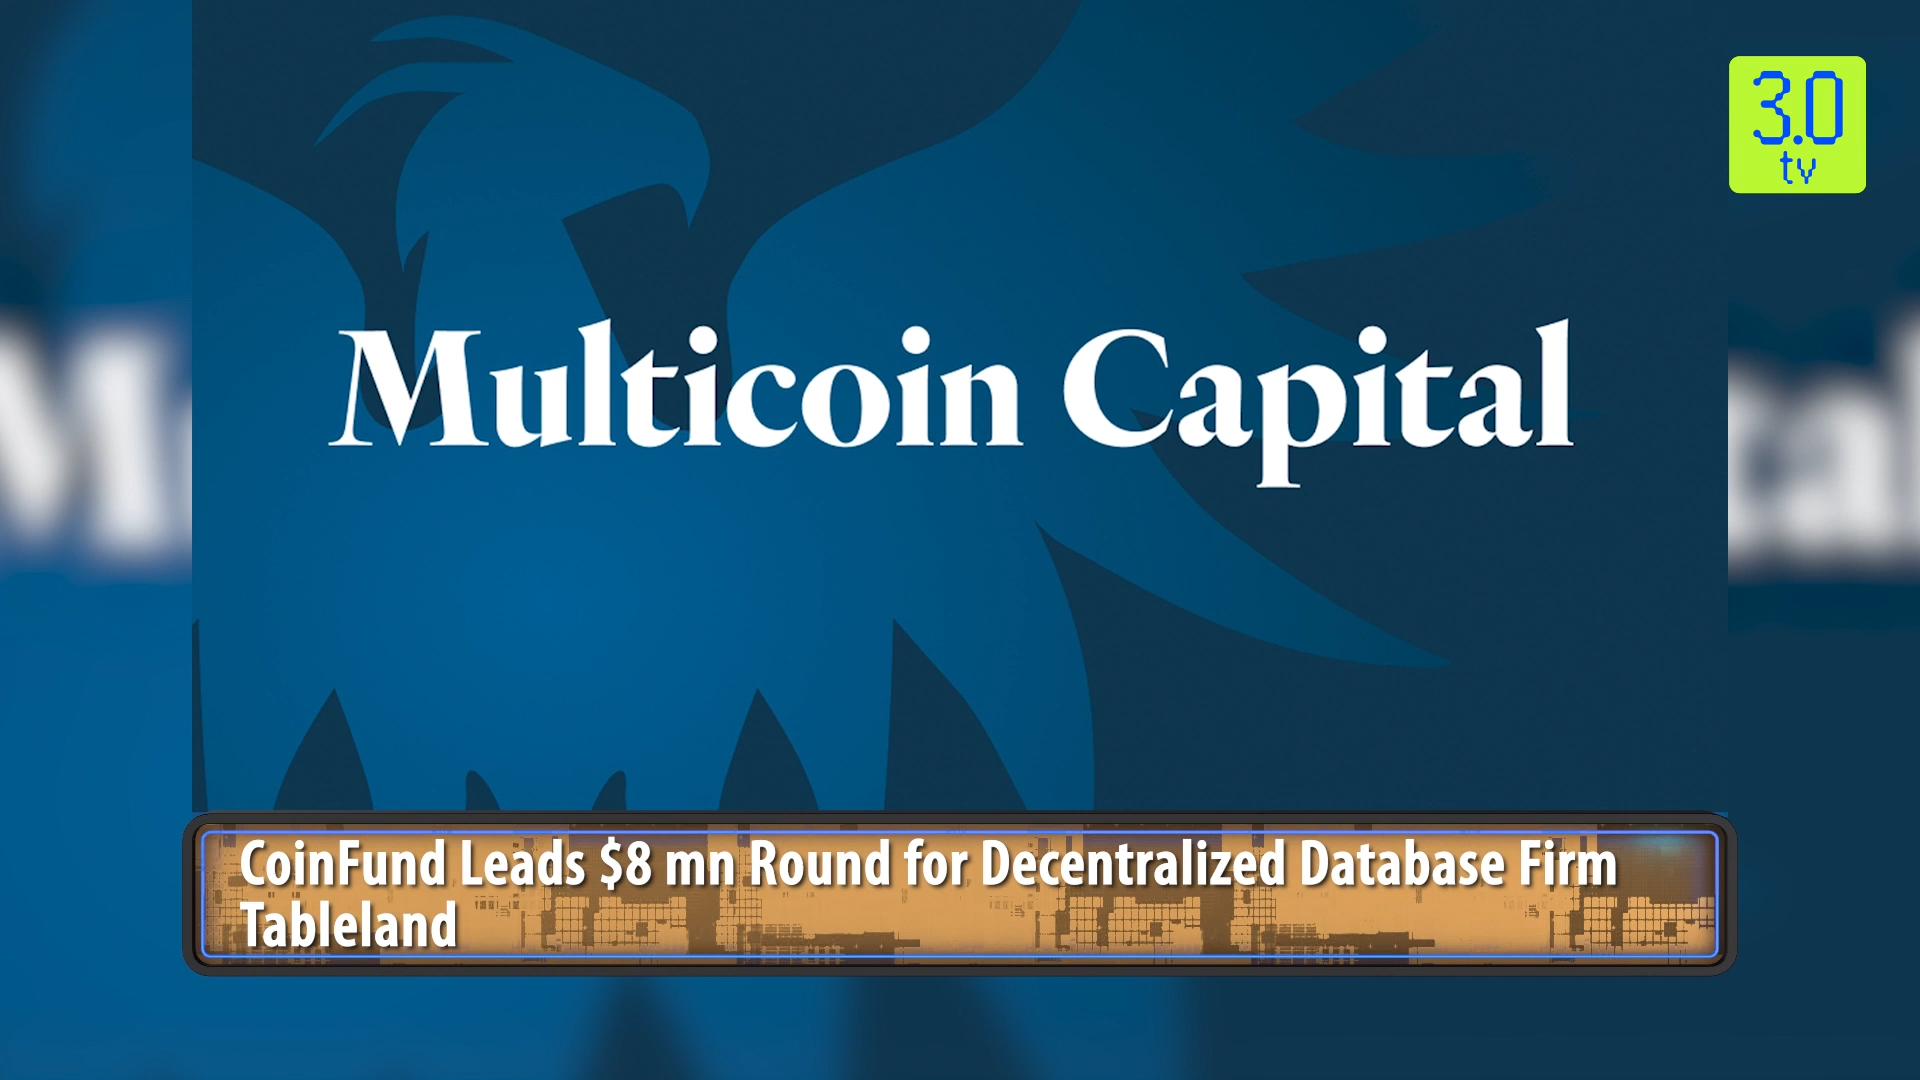 3.0
tv
Multicoin Capital
CoinFund Leads $8 mn Round for Decentralized Database Firm
Tableland